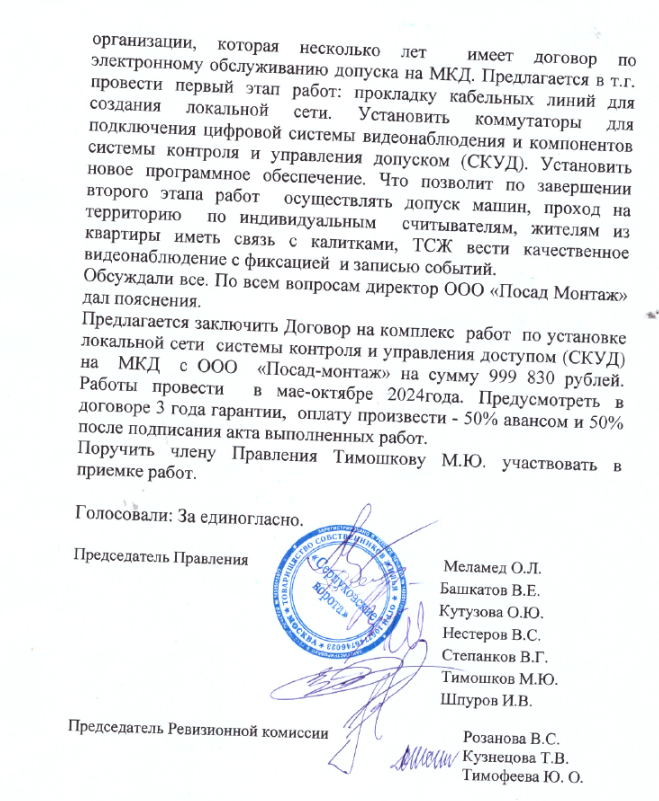 организации, которая несколько лет имеет договор по
электронному обслуживанию допуска на МКД. Предлагается в т.г.
провести первый этап работ: прокладку кабельных линий для
создания локальной сети. Установить коммутаторы для
подключения цифровой системы видеонаблюдения и компонентов
системы контроля и управления допуском (СКУД). Установить
новое программное обеспечение. Что позволит по завершении
второго этапа работ осуществлять допуск машин, проход на
территорию по индивидуальным считывателям, жителям из
квартиры иметь связь с калитками, ТСЖ вести качественное
видеонаблюдение с фиксацией и записью событий.
Обсуждали все. По всем вопросам директор ООО «Посад Монтаж»
дал пояснения.
Предлагается заключить Договор на комплекс работ по установке
локальной сети системы контроля и управления доступом (СКУД)
на МКД с ООО «Посад-монтаж» на сумму 999 830 рублей.
Работы провести в мае-октябре 2024года. Предусмотреть в
договоре 3 года гарантии, оплату произвести - 50% авансом и 50%
после подписания акта выполненных работ.
Поручить члену Правления Тимошкову М.Ю. участвовать в
приемке работ.
Голосовали: За единогласно.
Председатель Правления
Меламед О.Л.
Башкатов В.Е.
Кутузова О.Ю.
Нестеров В.С.
Степанков В.Г.
Тимошков М.Ю.
Шпуров И.В.
ТОВАРИЩЕСТВО СОБСТВЕННИКОВ ЖИЛЬЯ
«Серпуховские
ворота»
МОСКВА
Председатель Ревизионной комиссии
Розанова В.С.
Кузнецова Т.В.
Тимофеева Ю. О.